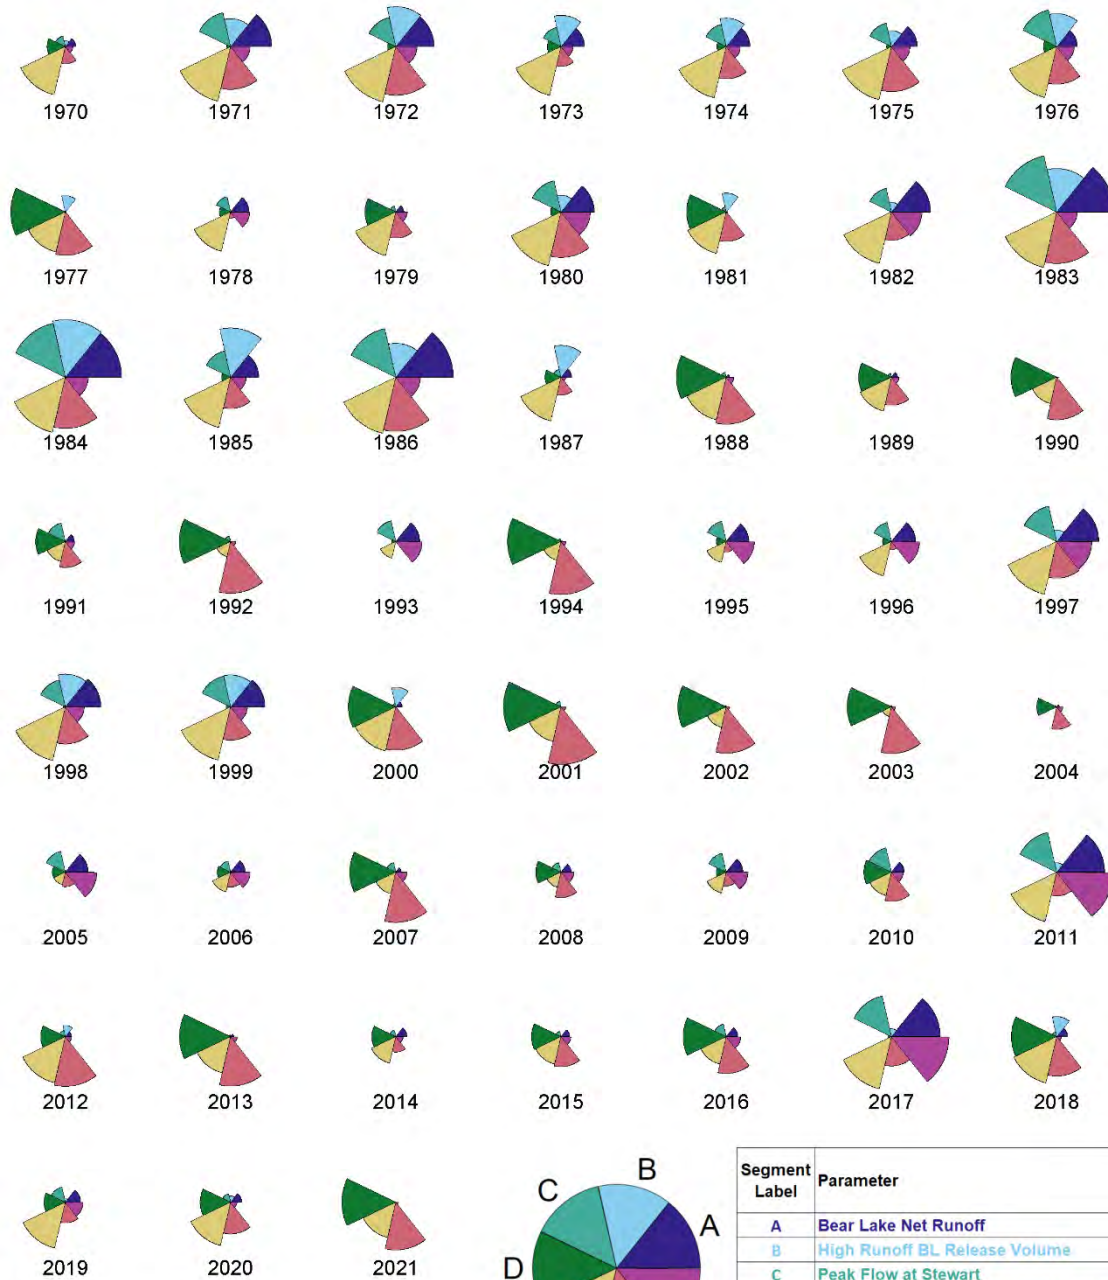 1970 1971 1972 1973 1974 1975 1976
1977 1978 1979 1980 1981 1982 1983
1984 1985 1986 1987 1988 1989 1990
1991 1992 1993 1994 1995 1996 1997
1998 1999 2000 2001 2002 2003 2004
2005 2006 2007 2008 2009 2010 2011
2012 2013 2014 2015 2016 2017 2018
2019 2020 2021
B
C
A
D
Segment Label Parameter
A Bear Lake Net Runoff
B High Runoff BL Release Volume
C Peak Flow at Stewart